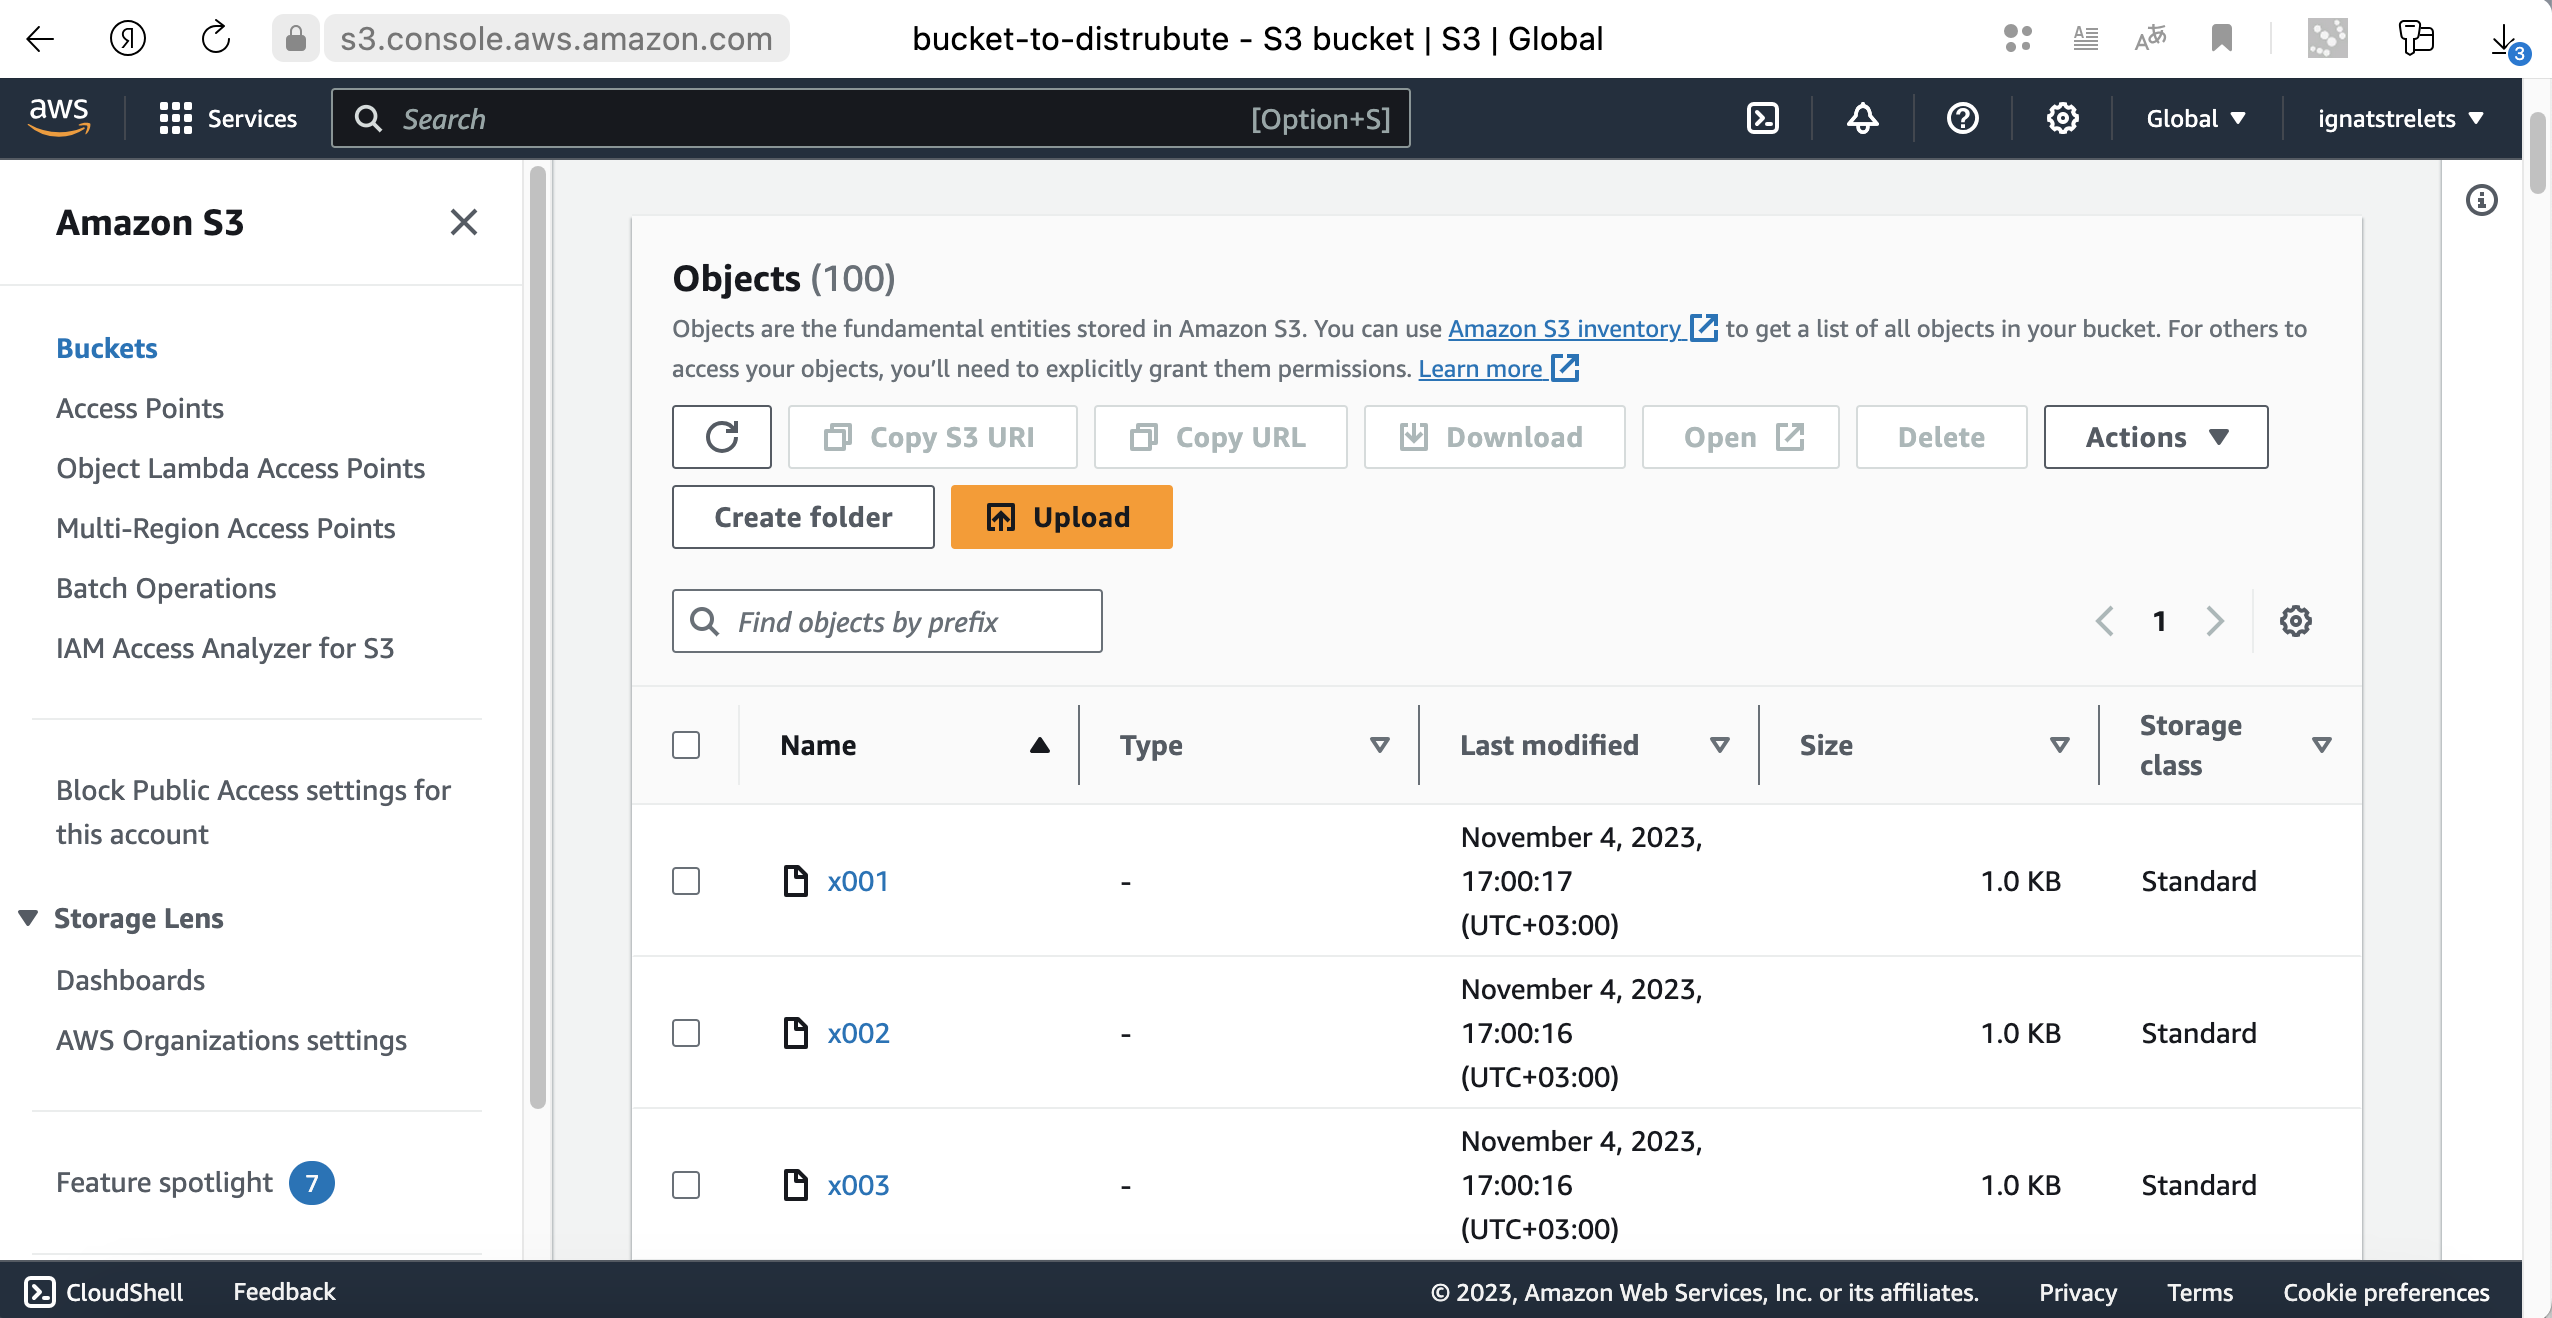 s3.console.aws.amazon.com
bucket-to-distrubute - S3 bucket | S3 | Global
3
aws
Services
Search
[Option+S]
Global
ignatstrelets
Amazon S3
Buckets
Access Points
Object Lambda Access Points
Multi-Region Access Points
Batch Operations
IAM Access Analyzer for S3
Block Public Access settings for
this account
Storage Lens
Dashboards
AWS Organizations settings
Feature spotlight 7
Objects (100)
Objects are the fundamental entities stored in Amazon S3. You can use Amazon S3 inventory to get a list of all objects in your bucket. For others to
access your objects, you’ll need to explicitly grant them permissions. Learn more
Copy S3 URI
Copy URL
Download
Open
Delete
Actions
Create folder
Upload
Find objects by prefix
1
Name
Type
Last modified
Size
Storage
class
x001
-
November 4, 2023,
17:00:17
(UTC+03:00)
1.0 KB
Standard
x002
-
November 4, 2023,
17:00:16
(UTC+03:00)
1.0 KB
Standard
x003
-
November 4, 2023,
17:00:16
(UTC+03:00)
1.0 KB
Standard
CloudShell
Feedback
© 2023, Amazon Web Services, Inc. or its affiliates.
Privacy
Terms
Cookie preferences